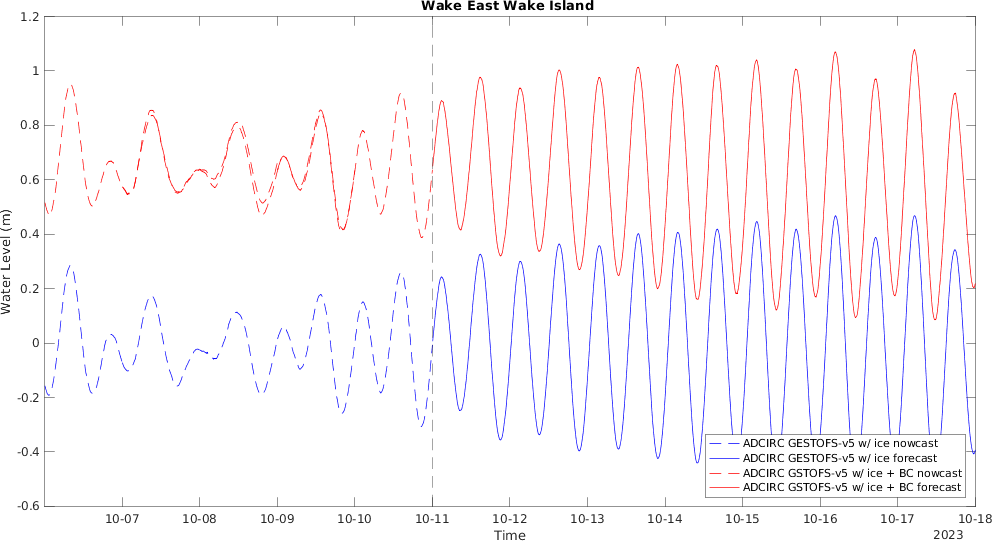 Wake East Wake Island
1.2
1
0.8
0.6
0.4
0.2
0
-0.2
-0.4
-0.6
Water Level (m)
ADCIRC GESTOFS-v5 w/ ice nowcast
ADCIRC GESTOFS-v5 w/ ice forecast
ADCIRC GSTOFS-v5 w/ ice + BC nowcast
ADCIRC GSTOFS-v5 w/ ice + BC forecast
10-07 10-08 10-09 10-10 10-11 10-12 10-13 10-14 10-15 10-16 10-17 10-18
Time
2023